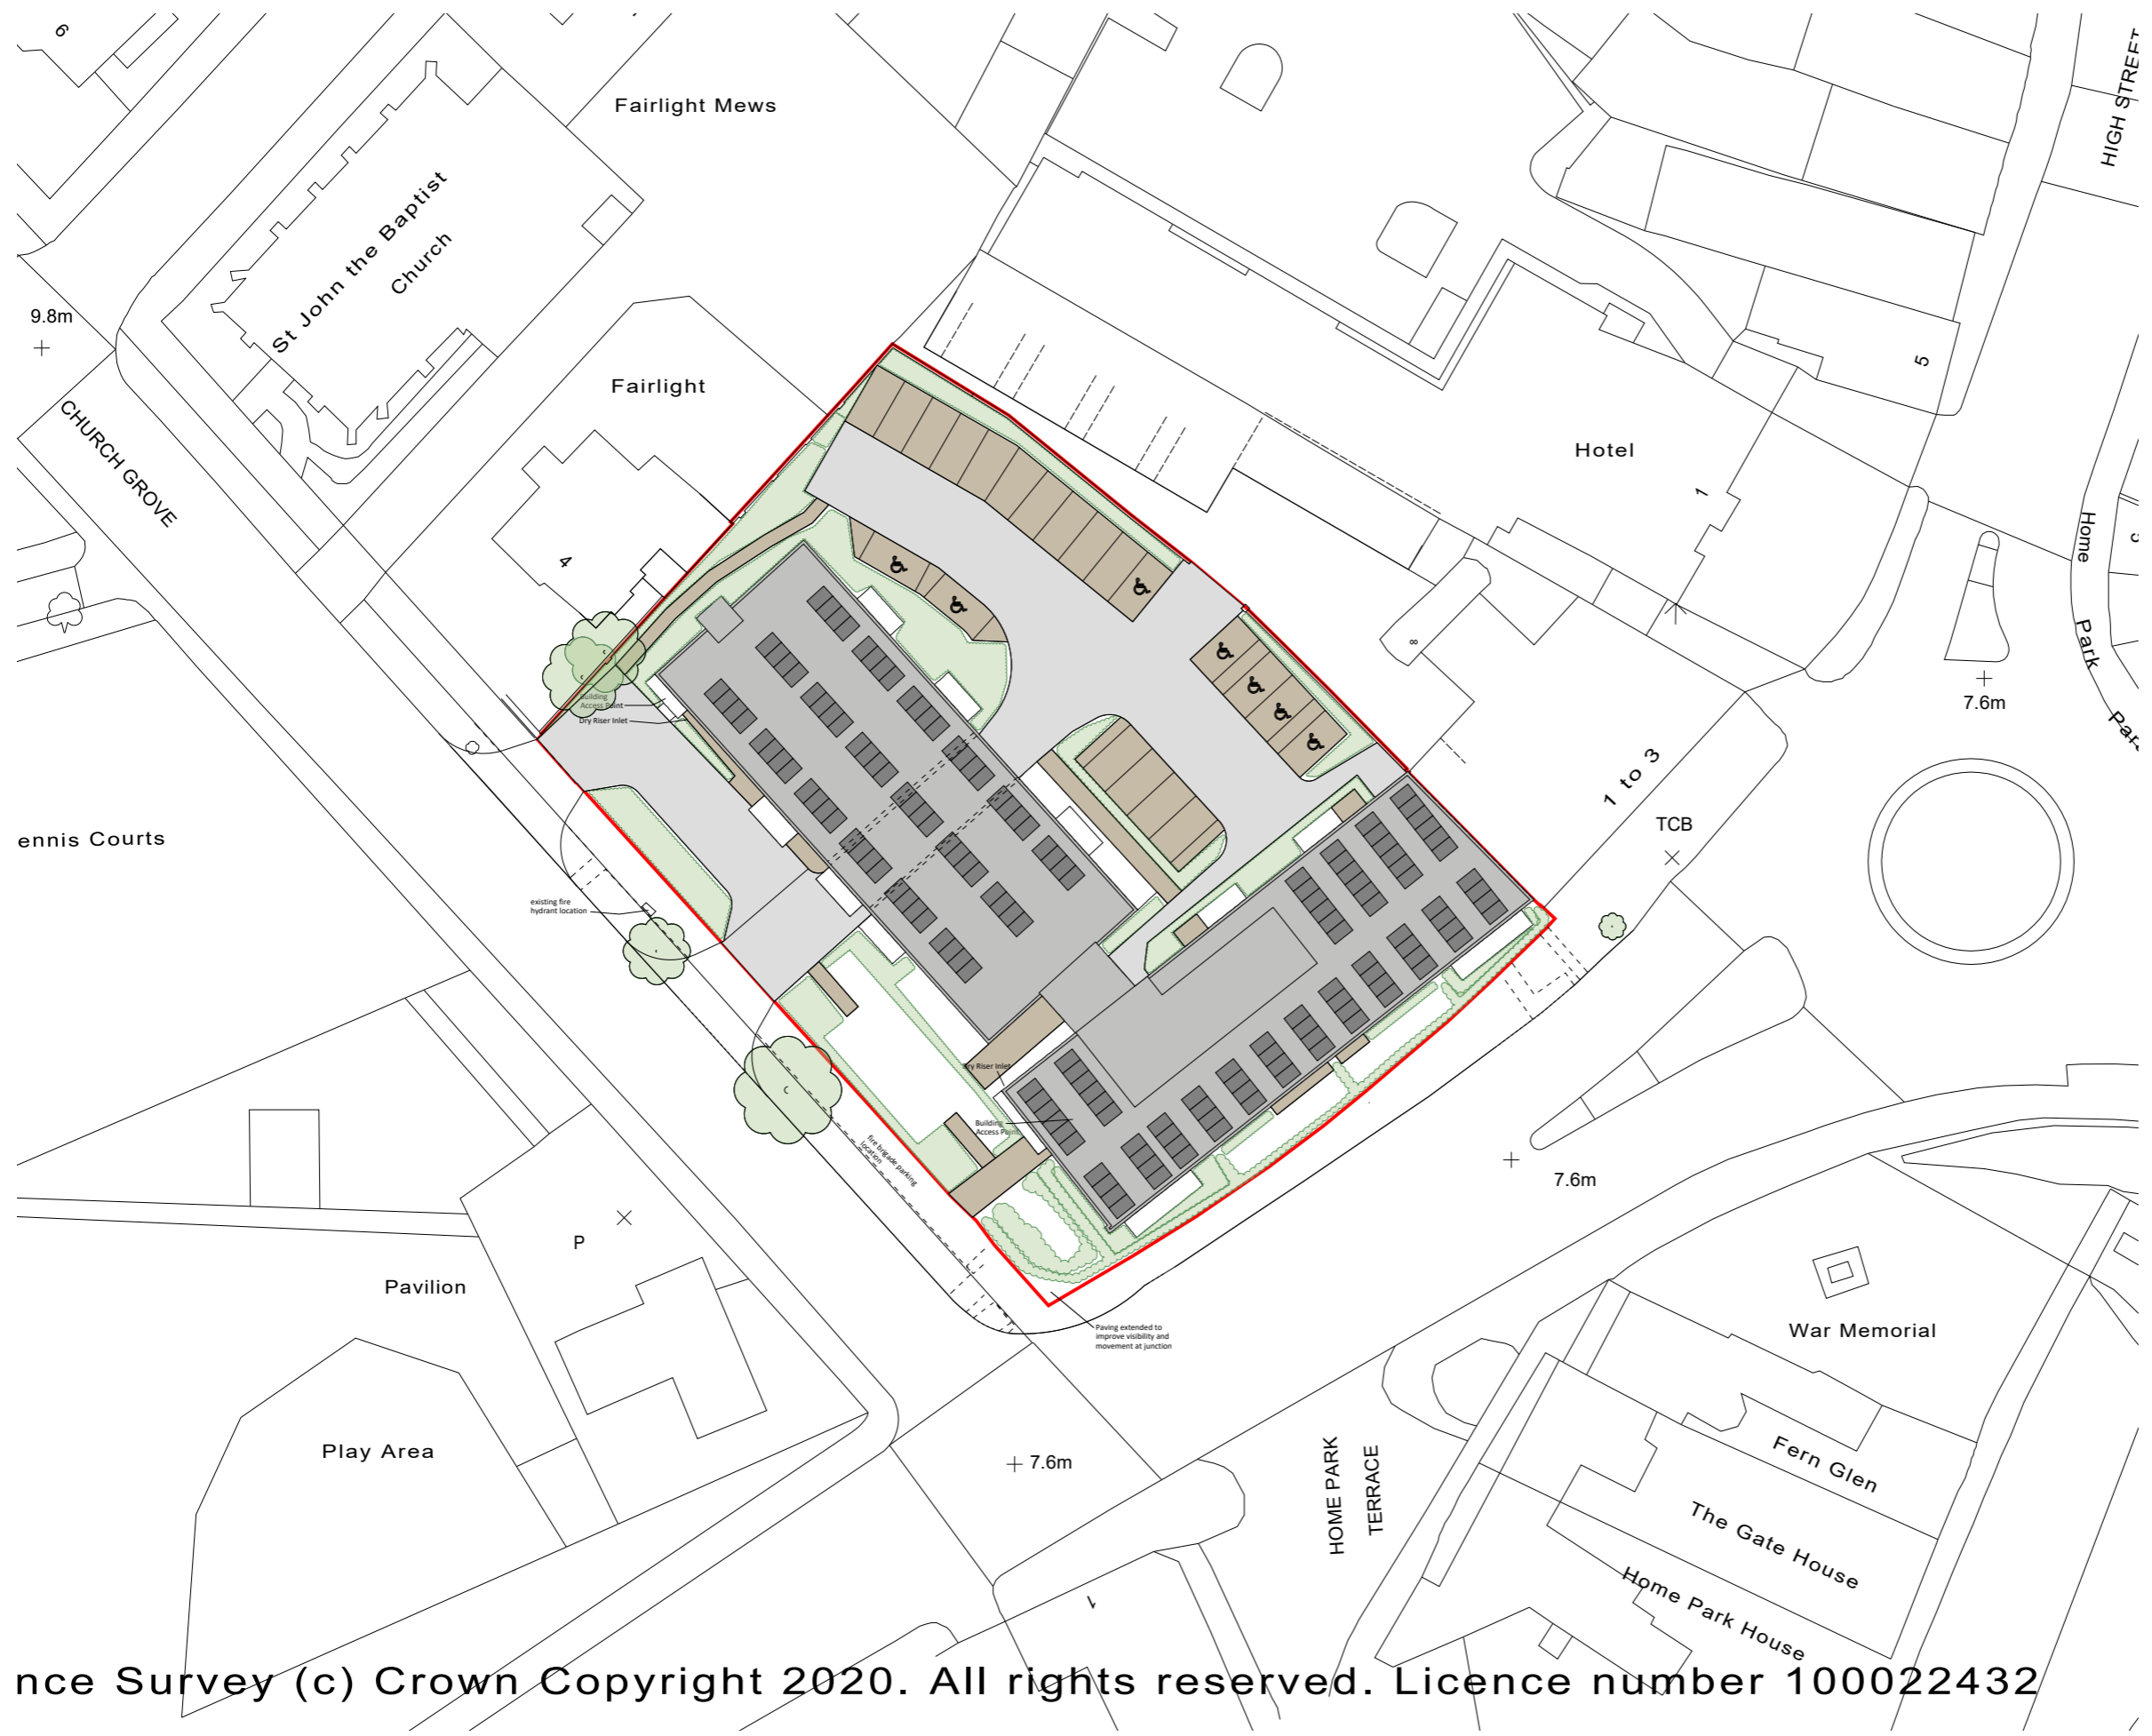 6
Fairlight Mews
HIGH STREET
St John the Baptist
Church
9.8m
Fairlight
5
CHURCH GROVE
Hotel
1
Home
Park
4
8
7.6m
Building
Access Point
Dry Riser Inlet
1 to 3
TCB
ennis Courts
existing fire
hydrant location
Dry Riser Inlet
Building
Access Point
fire brigade parking
location
7.6m
P
Pavilion
Paving extended to
improve visibility and
movement at junction
War Memorial
Play Area
7.6m
HOME PARK
TERRACE
Fern Glen
The Gate House
Home Park House
1
nce Survey (c) Crown Copyright 2020. All rights reserved. Licence number 100022432